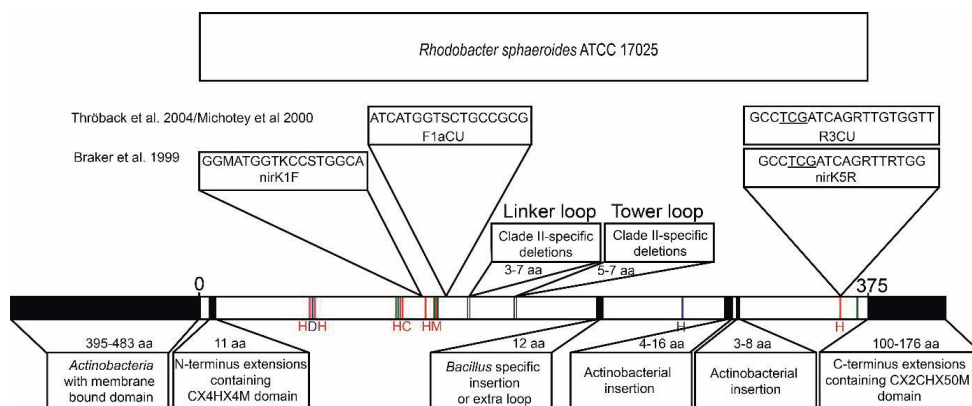 Rhodobacter sphaeroides ATCC 17025
Thröback et al. 2004/Michotey et al 2000
ATCATGGTSCTGCCGCG
F1aCU
GCCTCGATCAGRTTGTGGTT
R3CU
Braker et al. 1999
GGMATGGTKCCSTGGCA
nirK1F
GCCTCGATCAGRTTRTGG
nirK5R
Linker loop
Tower loop
Clade II-specific
deletions
Clade II-specific
deletions
3-7 aa
5-7 aa
0
375
HDH
HC
HM
H
H
395-483 aa
11 aa
12 aa
4-16 aa
3-8 aa
100-176 aa
Actinobacteria
with membrane
bound domain
N-terminus extensions
containing
CX4HX4M domain
Bacillus specific
insertion
or extra loop
Actinobacterial
insertion
Actinobacterial
insertion
C-terminus extensions
containing CX2CHX50M
domain